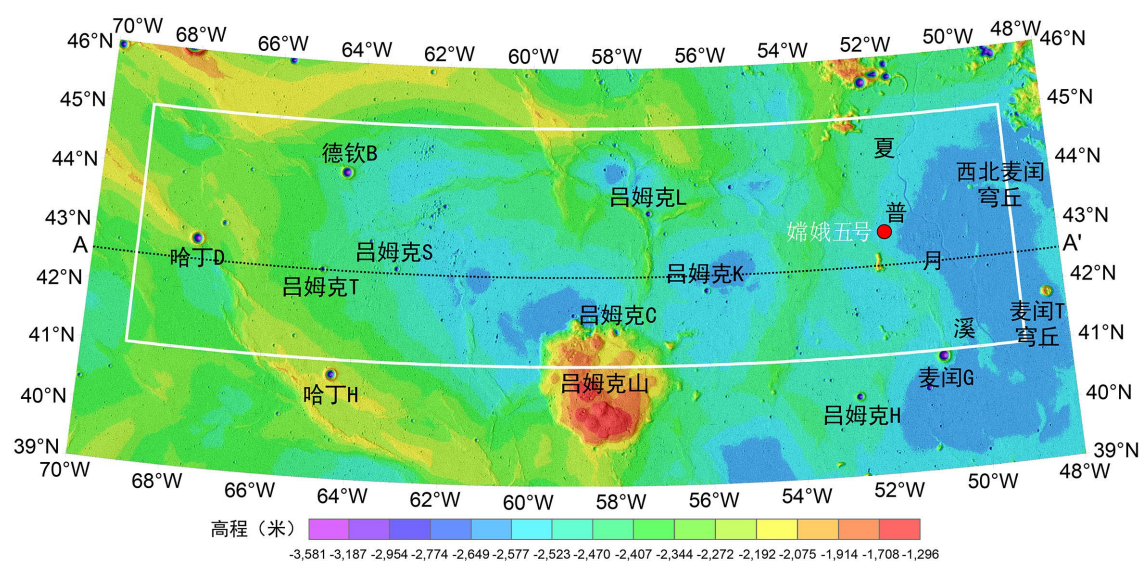 70°W 68°W 66°W 64°W 62°W 60°W 58°W 56°W 54°W 52°W 50°W 48°W
46°N 46°N
45°N 45°N
44°N 44°N
43°N 43°N
42°N 42°N
41°N 41°N
40°N 40°N
39°N 39°N
A A'
德钦B
夏
西北麦闰
穹丘
吕姆克L
普
嫦娥五号
哈丁D
吕姆克S
月
吕姆克K
吕姆克T
吕姆克C
溪
麦闰T
穹丘
吕姆克山
麦闰G
哈丁H
吕姆克H
70°W 68°W 66°W 64°W 62°W 60°W 58°W 56°W 54°W 52°W 50°W 48°W
高程（米）
-3,581 -3,187 -2,954 -2,774 -2,649 -2,577 -2,523 -2,470 -2,407 -2,344 -2,272 -2,192 -2,075 -1,914 -1,708 -1,296